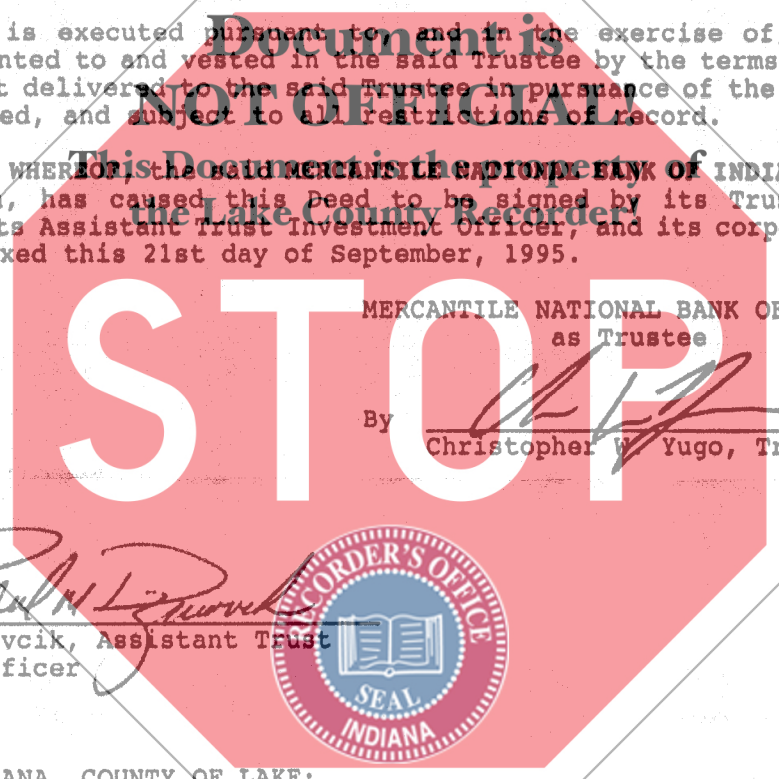 is executed pursuant to, and in the exercise of
Document is
nted to and vested in the said Trustee by the terms
t delivered to the said Trustee in pursuance of the
NOT OFFICIAL!
ed, and subject to all restrictions of record.
WHEREOF, the said MERCANTILE NATIONAL BANK OF INDIA
This Document is the property of
, has caused this Deed to be signed by its Trus
the Lake County Recorder!
ts Assistant Trust Investment Officer, and its corp
xed this 21st day of September, 1995.
STOP
MERCANTILE NATIONAL BANK OF
as Trustee
By
Christopher W. Yugo, Tr
vcik, Assistant Trust
ficer
RECORDER'S OFFICE
SEAL
INDIANA
ANA, COUNTY OF LAKE: